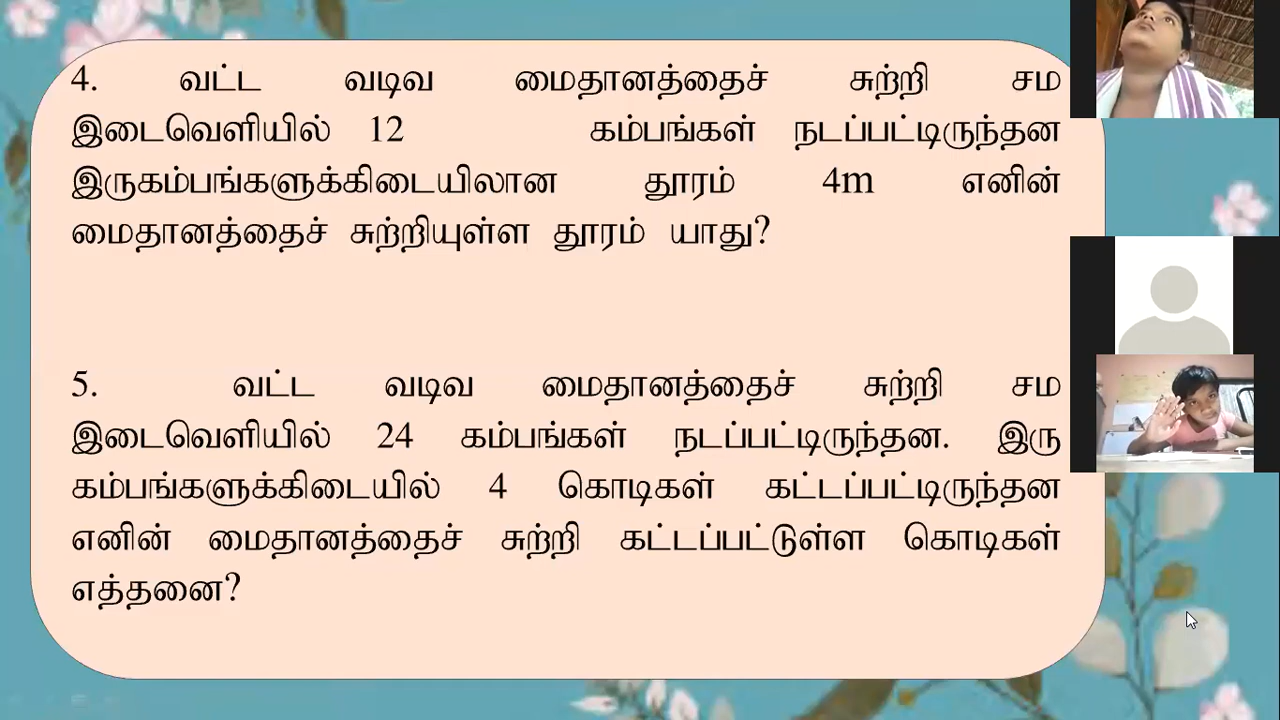 4. வட்ட வடிவ மைதானத்தைச் சுற்றி சம
இடைவெளியில் 12 கம்பங்கள் நடப்பட்டிருந்தன
இருகம்பங்களுக்கிடையிலான தூரம் 4m எனின்
மைதானத்தைச் சுற்றியுள்ள தூரம் யாது?
5. வட்ட வடிவ மைதானத்தைச் சுற்றி சம
இடைவெளியில் 24 கம்பங்கள் நடப்பட்டிருந்தன. இரு
கம்பங்களுக்கிடையில் 4 கொடிகள் கட்டப்பட்டிருந்தன
எனின் மைதானத்தைச் சுற்றி கட்டப்பட்டுள்ள கொடிகள்
எத்தனை?